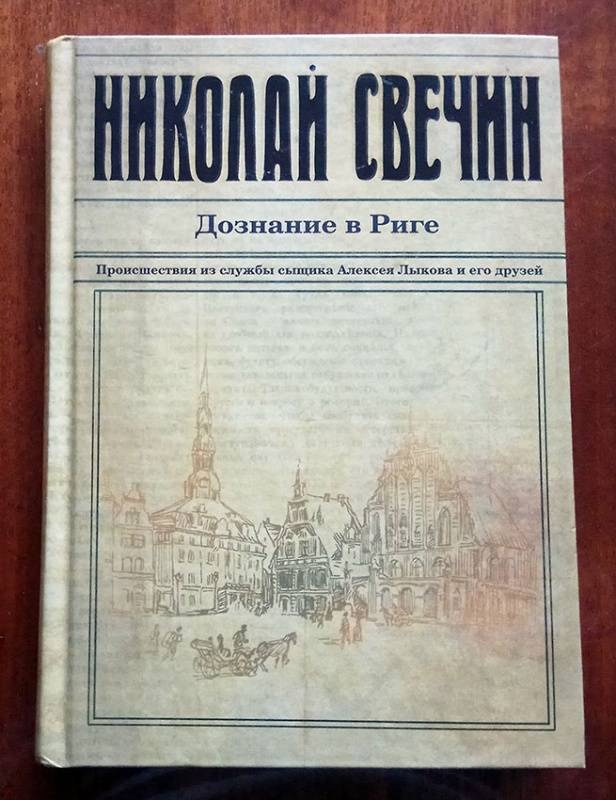 НИКОЛАЙ СВЕЧИН
Дознание в Риге
Происшествия из службы сыщика Алексея Лыкова и его друзей